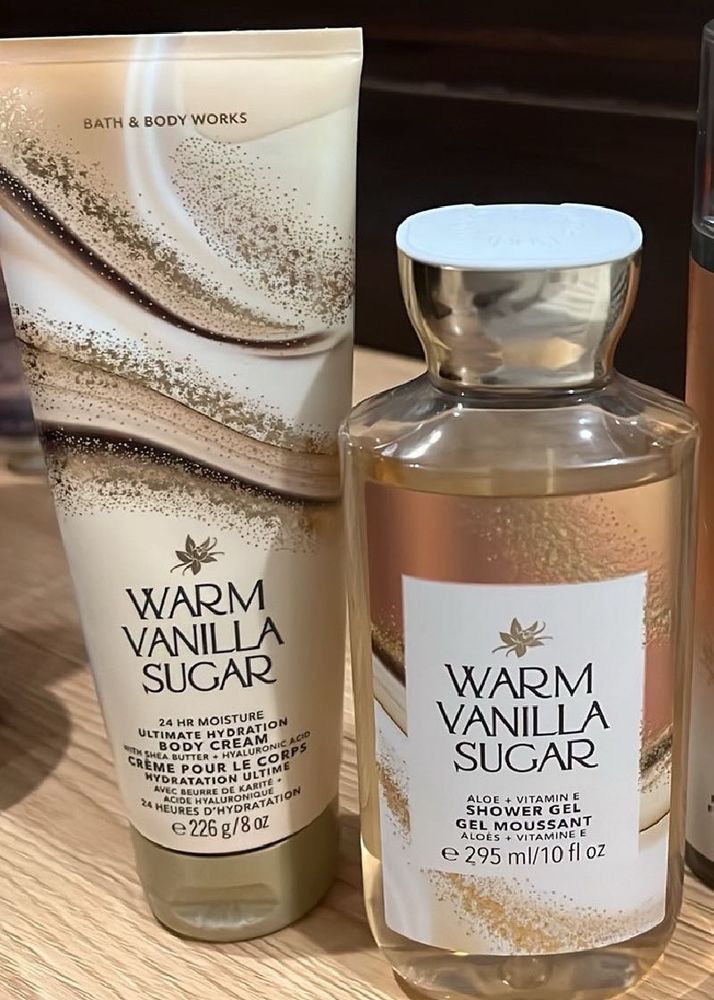 BATH & BODY WORKS
WARM
VANILLA
SUGAR
24 HR MOISTURE
ULTIMATE HYDRATION
BODY CREAM
WITH SHEA BUTTER + HYALURONIC ACID
CRÈME POUR LE CORPS
HYDRATATION ULTIME
AVEC BEURRE DE KARITÉ +
ACIDE HYALURONIQUE
24 HEURES D'HYDRATATION
℮ 226 g/8 oz
WARM
VANILLA
SUGAR
ALOE + VITAMIN E
SHOWER GEL
GEL MOUSSANT
ALOÈS + VITAMINE E
℮ 295 ml/10 fl oz